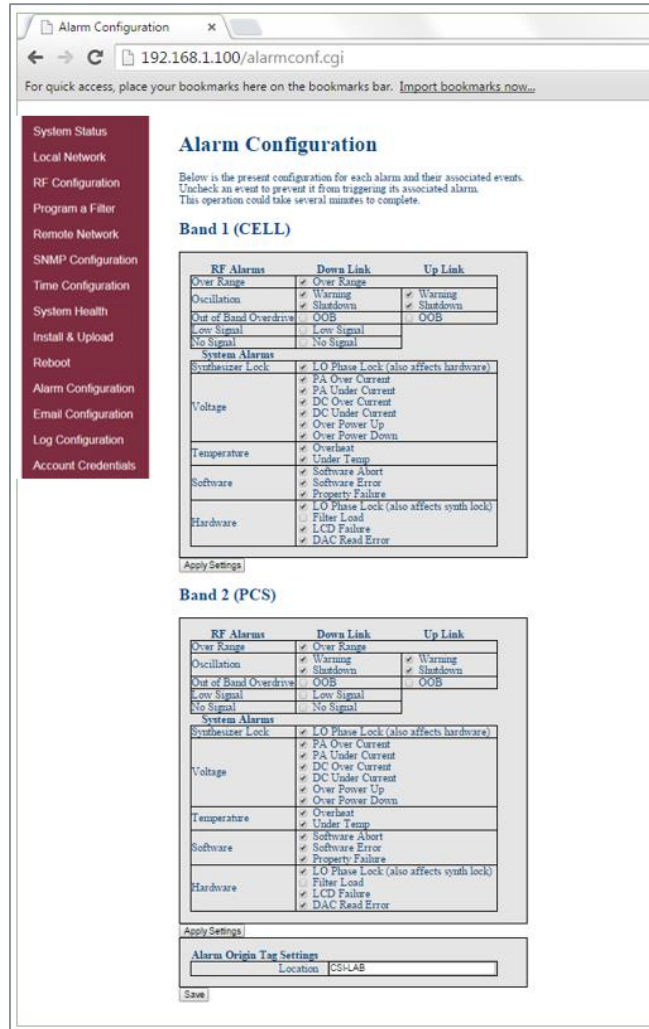 Alarm Configuration
192.168.1.100/alarmconf.cgi
For quick access, place your bookmarks here on the bookmarks bar. Import bookmarks now...
System Status
Local Network
RF Configuration
Program a Filter
Remote Network
SNMP Configuration
Time Configuration
System Health
Install & Upload
Reboot
Alarm Configuration
Email Configuration
Log Configuration
Account Credentials
Alarm Configuration
Below is the present configuration for each alarm and their associated events.
Uncheck an event to prevent it from triggering its associated alarm.
This operation could take several minutes to complete.
Band 1 (CELL)
RF Alarms Down Link Up Link
Over Range Over Range
Oscillation Warning Warning
Shutdown Shutdown
Out of Band Overdrive OOB OOB
Low Signal Low Signal
No Signal No Signal
System Alarms
Synthesizer Lock LO Phase Lock (also affects hardware)
Voltage PA Over Current
PA Under Current
DC Over Current
DC Under Current
Over Power Up
Over Power Down
Temperature Overheat
Under Temp
Software Software Abort
Software Error
Property Failure
Hardware LO Phase Lock (also affects synth lock)
Filter Load
LCD Failure
DAC Read Error
Apply Settings
Band 2 (PCS)
RF Alarms Down Link Up Link
Over Range Over Range
Oscillation Warning Warning
Shutdown Shutdown
Out of Band Overdrive OOB OOB
Low Signal Low Signal
No Signal No Signal
System Alarms
Synthesizer Lock LO Phase Lock (also affects hardware)
Voltage PA Over Current
PA Under Current
DC Over Current
DC Under Current
Over Power Up
Over Power Down
Temperature Overheat
Under Temp
Software Software Abort
Software Error
Property Failure
Hardware LO Phase Lock (also affects synth lock)
Filter Load
LCD Failure
DAC Read Error
Apply Settings
Alarm Origin Tag Settings
Location CSI-LAB
Save